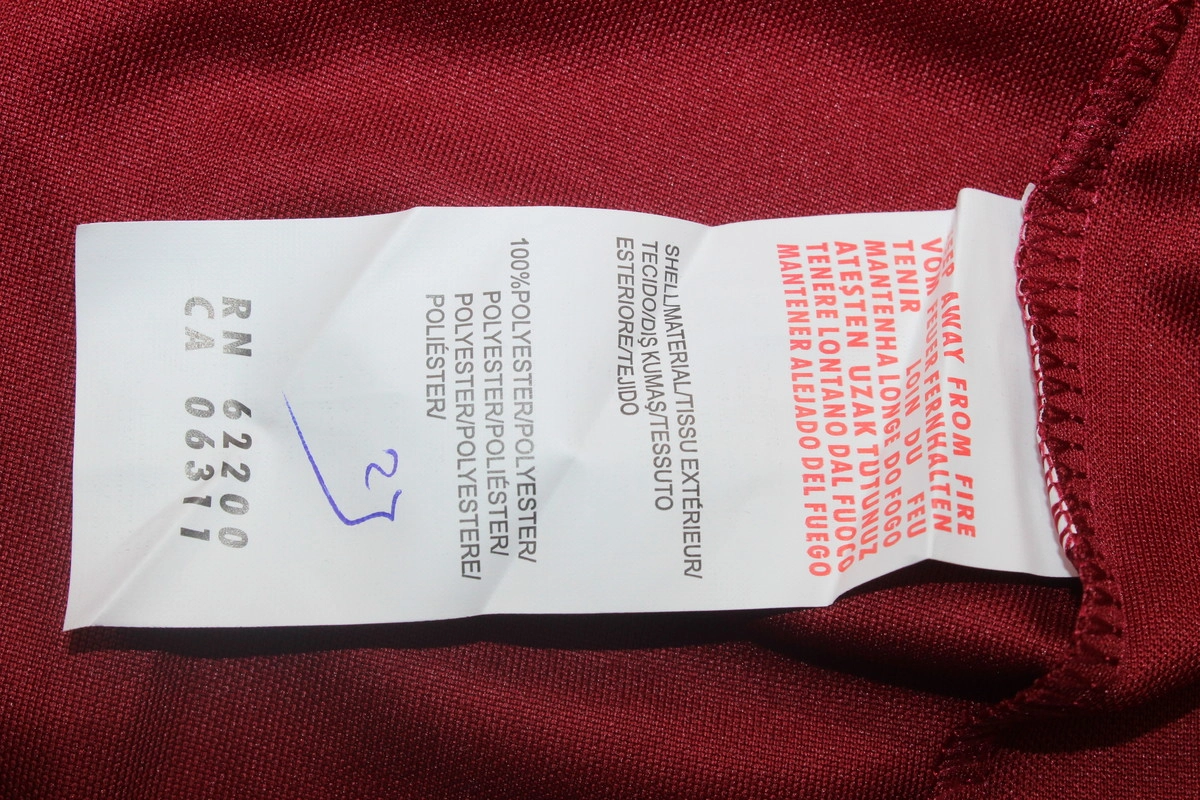 AWAY FROM FIRE
VOM FEUER FERNHALTEN
TENIR LOIN DU FEU
MANTENHA LONGE DO FOGO
ATEŞTEN UZAK TUTUNUZ
TENERE LONTANO DAL FUOCO
MANTENER ALEJADO DEL FUEGO
SHELL/MATERIAL/TISSU EXTÉRIEUR/
TECIDO/DIŞ KUMAŞ/TESSUTO
ESTERIORE/TEJIDO
100%POLYESTER/POLYESTER/
POLYESTER/POLIÉSTER/
POLYESTER/POLYESTERE/
POLIÉSTER/
RN 62200
CA 06311